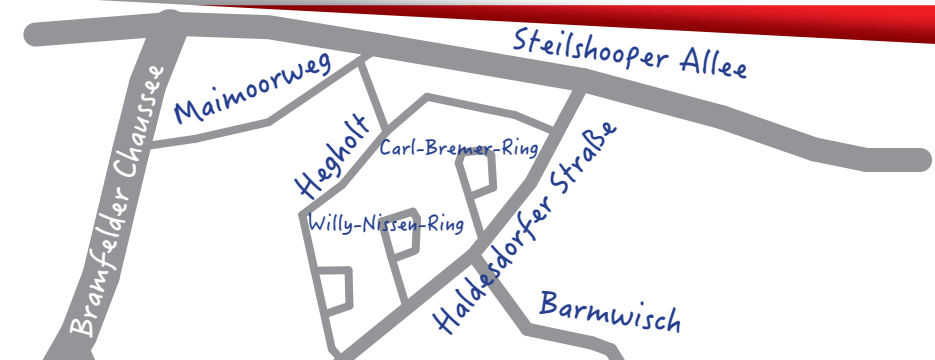 Steilshooper Allee
Maimoorweg
Bramfelder Chaussee
Hegholt
Carl-Bremer-Ring
Haldesdorfer Straße
Willy-Nissen-Ring
Barmwisch